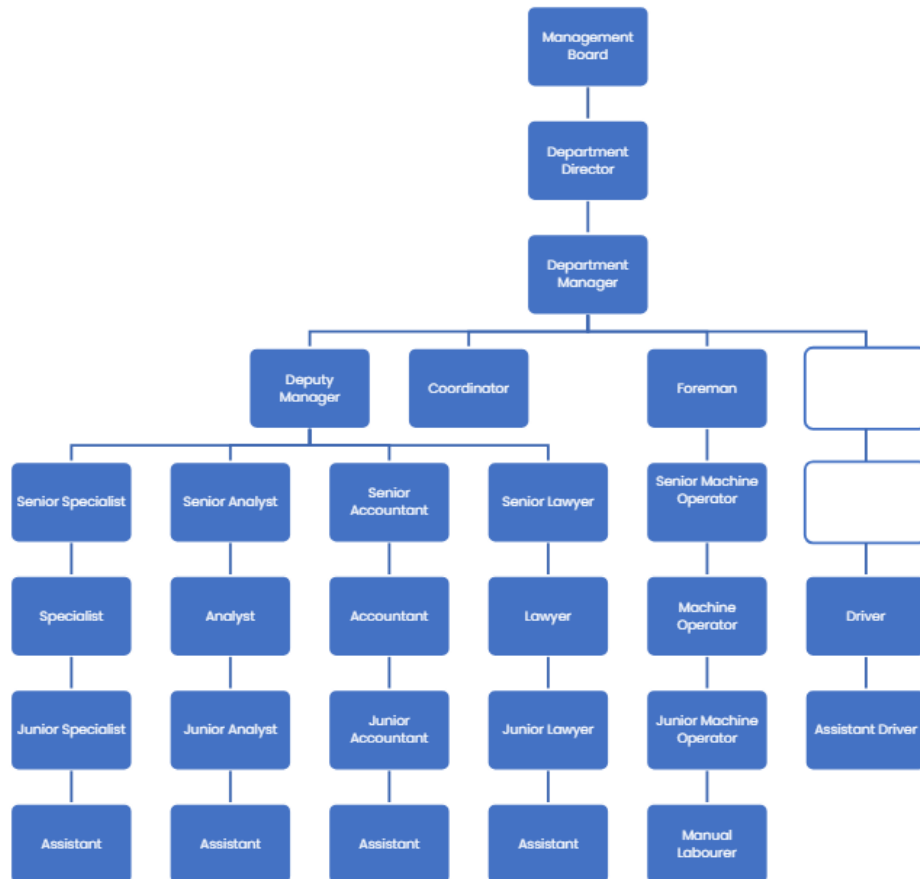 Management
Board
Department
Director
Department
Manager
Deputy
Manager
Coordinator
Foreman
Senior Specialist
Senior Analyst
Senior
Accountant
Senior Lawyer
Senior Machine
Operator
Specialist
Analyst
Accountant
Lawyer
Machine
Operator
Driver
Junior Specialist
Junior Analyst
Junior
Accountant
Junior Lawyer
Junior Machine
Operator
Assistant Driver
Assistant
Assistant
Assistant
Assistant
Manual
Labourer